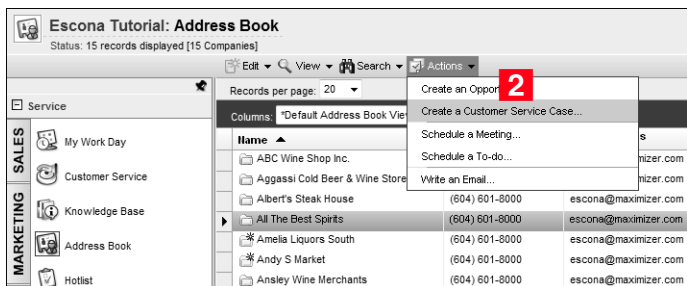 Escona Tutorial: Address Book
Status: 15 records displayed [15 Companies]
Edit View Search Actions
Records per page: 20
Create an Oppor
2
Service
Columns: *Default Address Book Vie
Create a Customer Service Case...
Name
Schedule a Meeting...
s
SALES
My Work Day
ABC Wine Shop Inc.
Schedule a To-do...
mizer.com
Customer Service
Aggassi Cold Beer & Wine Store
Write an Email...
mizer.com
MARKETING
Knowledge Base
Albert's Steak House (604) 601-8000 escona@maximizer.com
All The Best Spirits (604) 601-8000 escona@maximizer.com
Address Book
Amelia Liquors South (604) 601-8000 escona@maximizer.com
Andy S Market (604) 601-8000 escona@maximizer.com
Hotlist
Ansley Wine Merchants (604) 601-8000 escona@maximizer.com